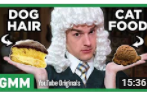 DOG
HAIR
CAT
FOOD
GMM
YouTube Originals
15:36